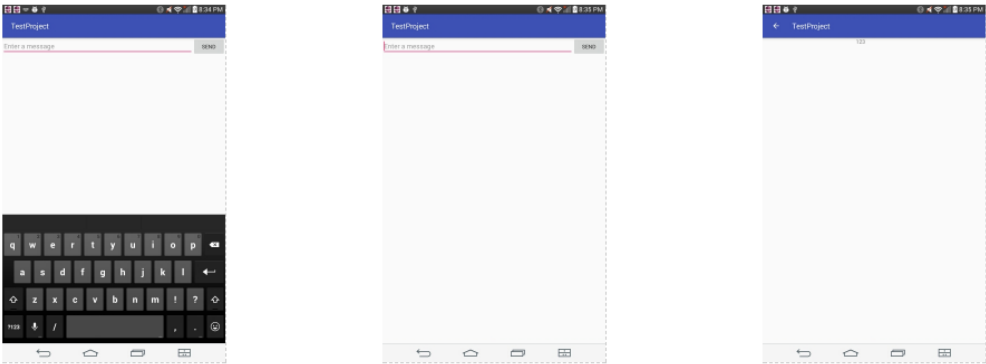 8:34 PM
TestProject
Enter a message
SEND
q w e r t y u i o p
a s d f g h j k l
z x c v b n m ! ?
?123 / , .
8:35 PM
TestProject
Enter a message
SEND
8:35 PM
TestProject
123